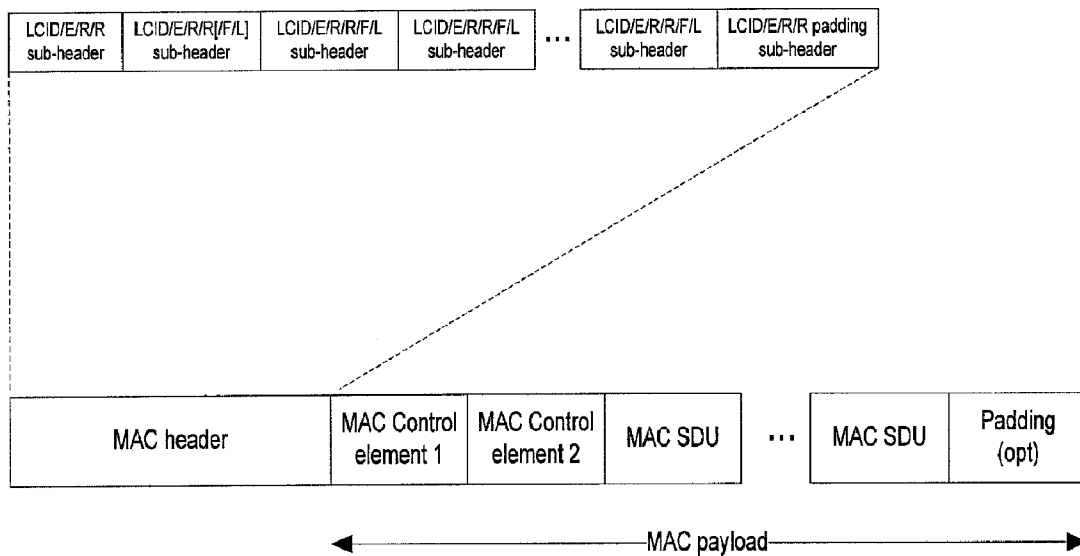 LCID/E/R/R
sub-header
LCID/E/R/R[/F/L]
sub-header
LCID/E/R/R/F/L
sub-header
LCID/E/R/R/F/L
sub-header
...
LCID/E/R/R/F/L
sub-header
LCID/E/R/R padding
sub-header
MAC header
MAC Control
element 1
MAC Control
element 2
MAC SDU
...
MAC SDU
Padding
(opt)
MAC payload